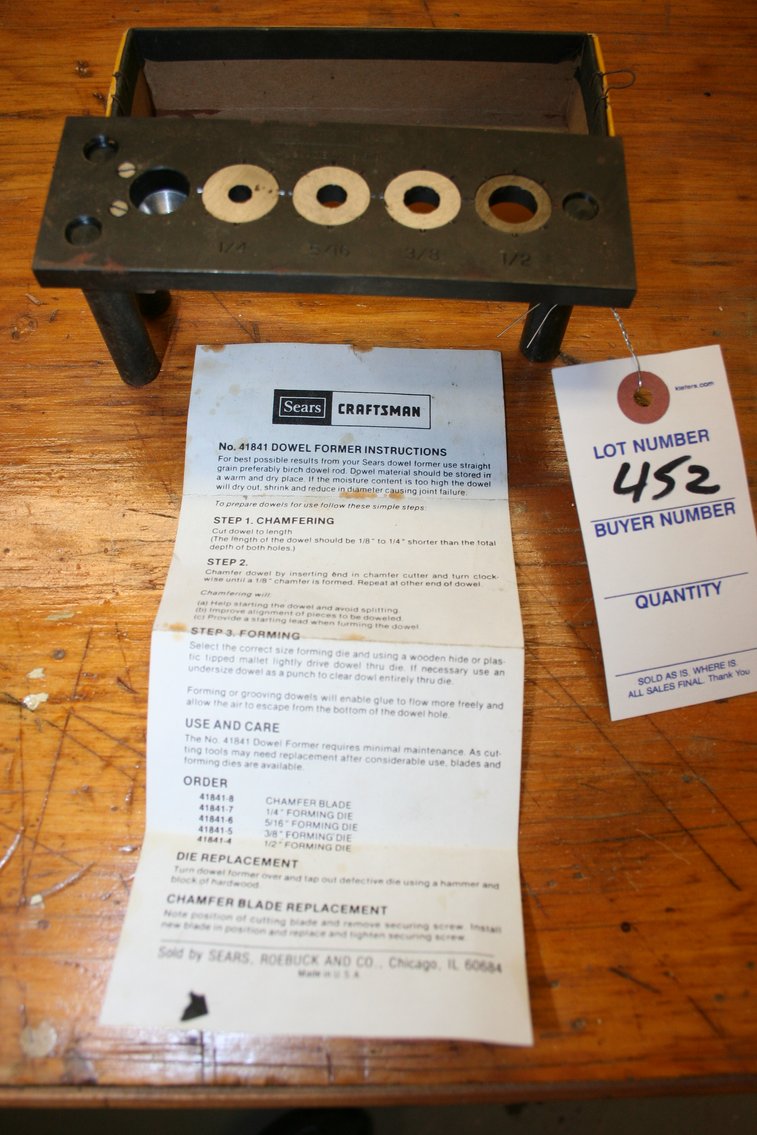 1/4 5/16 3/8 1/2
Sears CRAFTSMAN
No. 41841 DOWEL FORMER INSTRUCTIONS
For best possible results from your Sears dowel former use straight
grain preferably birch dowel rod. Dowel material should be stored in
a warm and dry place. If the moisture content is too high the dowel
will dry out, shrink and reduce in diameter causing joint failure.
To prepare dowels for use follow these simple steps:
STEP 1. CHAMFERING
Cut dowel to length
(The length of the dowel should be 1/8" to 1/4" shorter than the total
depth of both holes.)
STEP 2.
Chamfer dowel by inserting end in chamfer cutter and turn clock-
wise until a 1/8" chamfer is formed. Repeat at other end of dowel.
Chamfering will:
(a) Help starting the dowel and avoid splitting.
(b) Improve alignment of pieces to be doweled.
(c) Provide a starting lead when forming the dowel.
STEP 3. FORMING
Select the correct size forming die and using a wooden hide or plas-
tic tipped mallet lightly drive dowel thru die. If necessary use an
undersize dowel as a punch to clear dowl entirely thru die.
Forming or grooving dowels will enable glue to flow more freely and
allow the air to escape from the bottom of the dowel hole.
USE AND CARE
The No. 41841 Dowel Former requires minimal maintenance. As cut-
ting tools may need replacement after considerable use, blades and
forming dies are available.
ORDER
41841-8 CHAMFER BLADE
41841-7 1/4" FORMING DIE
41841-6 5/16" FORMING DIE
41841-5 3/8" FORMING DIE
41841-4 1/2" FORMING DIE
DIE REPLACEMENT
Turn dowel former over and tap out defective die using a hammer and
block of hardwood.
CHAMFER BLADE REPLACEMENT
Note position of cutting blade and remove securing screw. Install
new blade in position and replace and tighten securing screw.
Sold by SEARS, ROEBUCK AND CO., Chicago, IL 60684
Made in U.S.A.
kiefers.com
LOT NUMBER
452
BUYER NUMBER
QUANTITY
SOLD AS IS. WHERE IS.
ALL SALES FINAL. Thank You